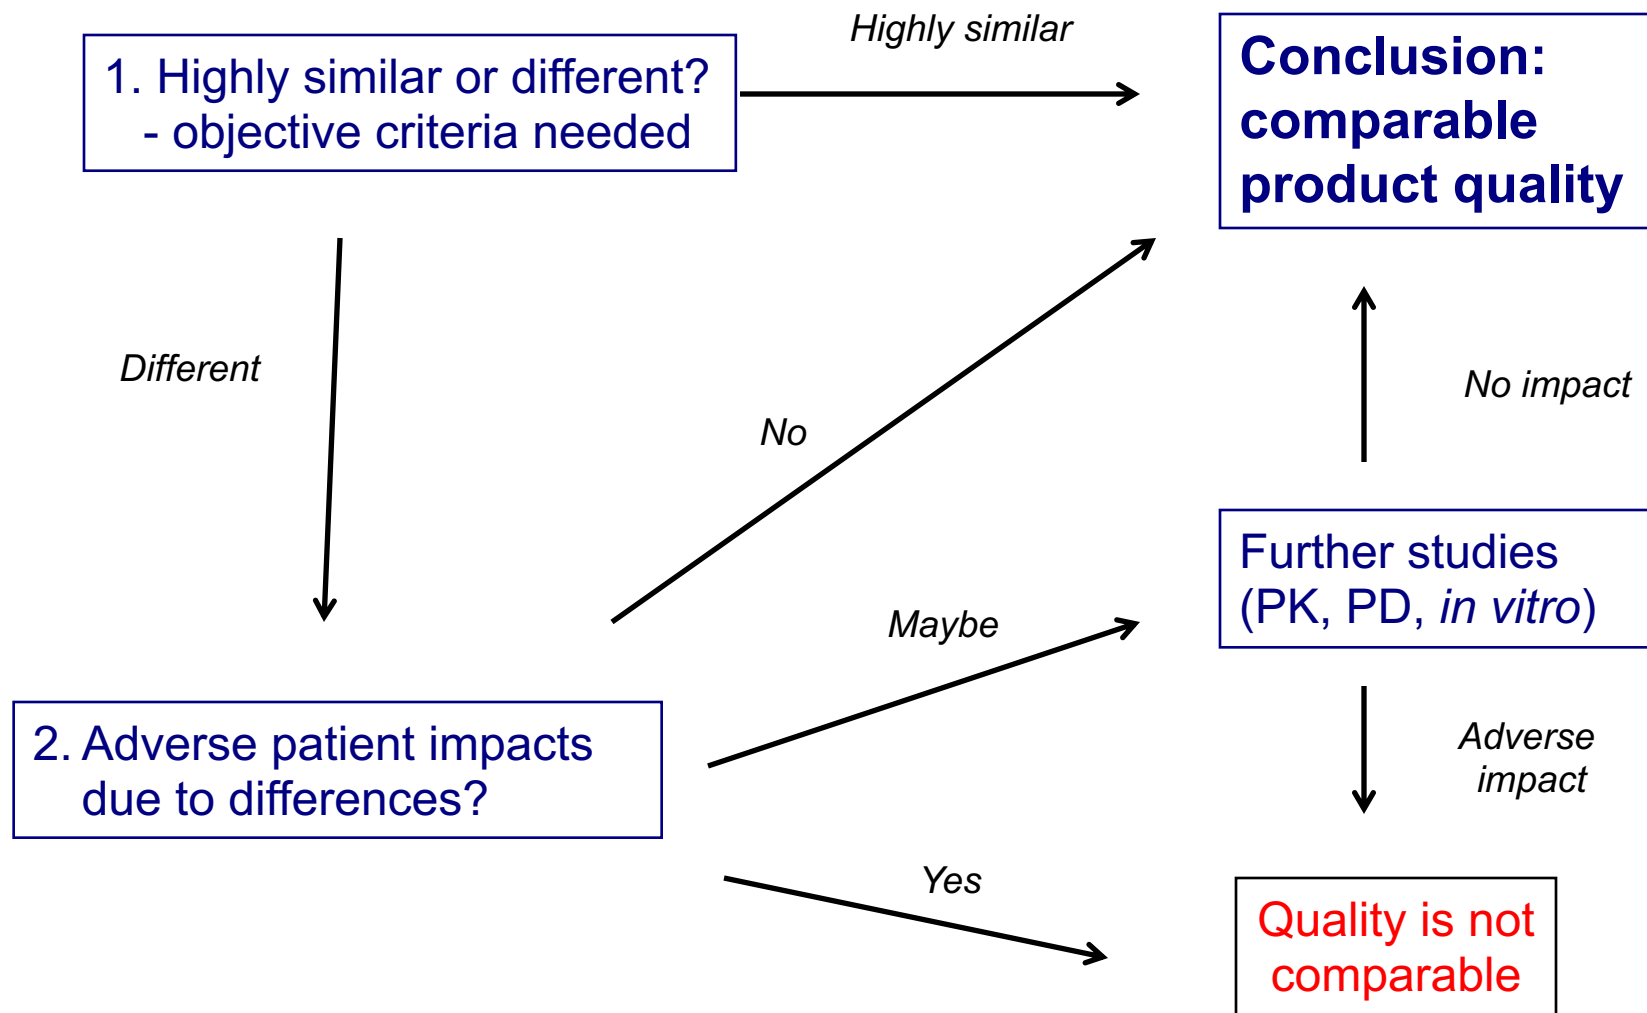 Highly similar
1. Highly similar or different?
- objective criteria needed
Conclusion:
comparable
product quality
Different
No
No impact
Maybe
Further studies
(PK, PD, in vitro)
2. Adverse patient impacts
due to differences?
Adverse
impact
Yes
Quality is not
comparable